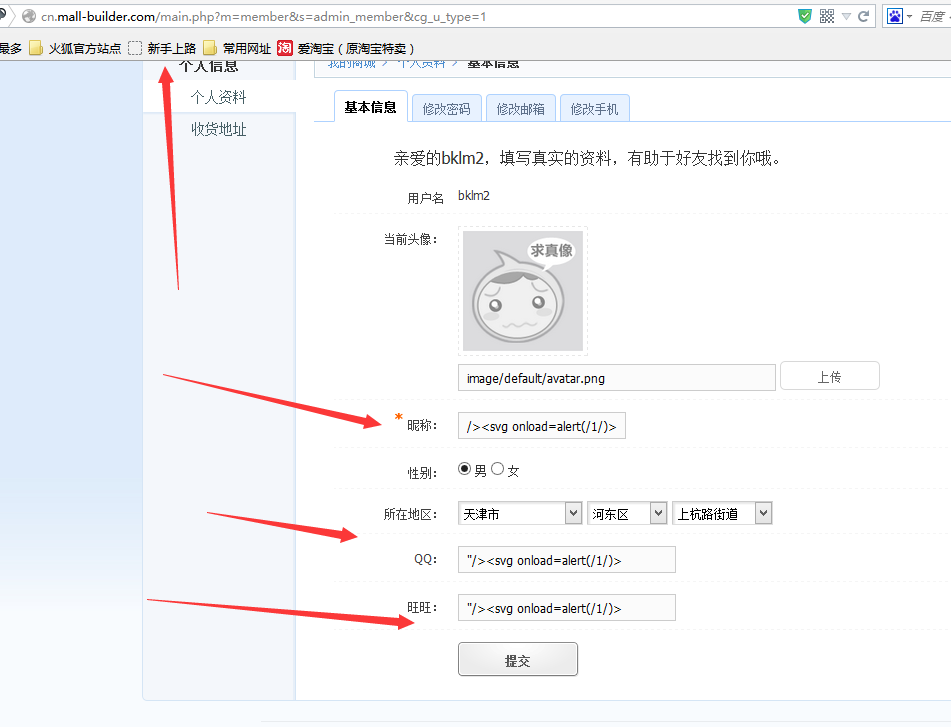 cn.mall-builder.com/main.php?m=member&s=admin_member&cg_u_type=1
百度
最多 火狐官方站点 新手上路 常用网址 淘 爱淘宝（原淘宝特卖）
个人信息
我的商城 > 个人资料 > 基本信息
个人资料
收货地址
基本信息 修改密码 修改邮箱 修改手机
亲爱的bklm2，填写真实的资料，有助于好友找到你哦。
用户名 bklm2
当前头像：
求真像
image/default/avatar.png 上传
* 昵称： /><svg onload=alert(/1/)>
性别： 男 女
所在地区： 天津市 河东区 上杭路街道
QQ： "/><svg onload=alert(/1/)>
旺旺： "/><svg onload=alert(/1/)>
提交